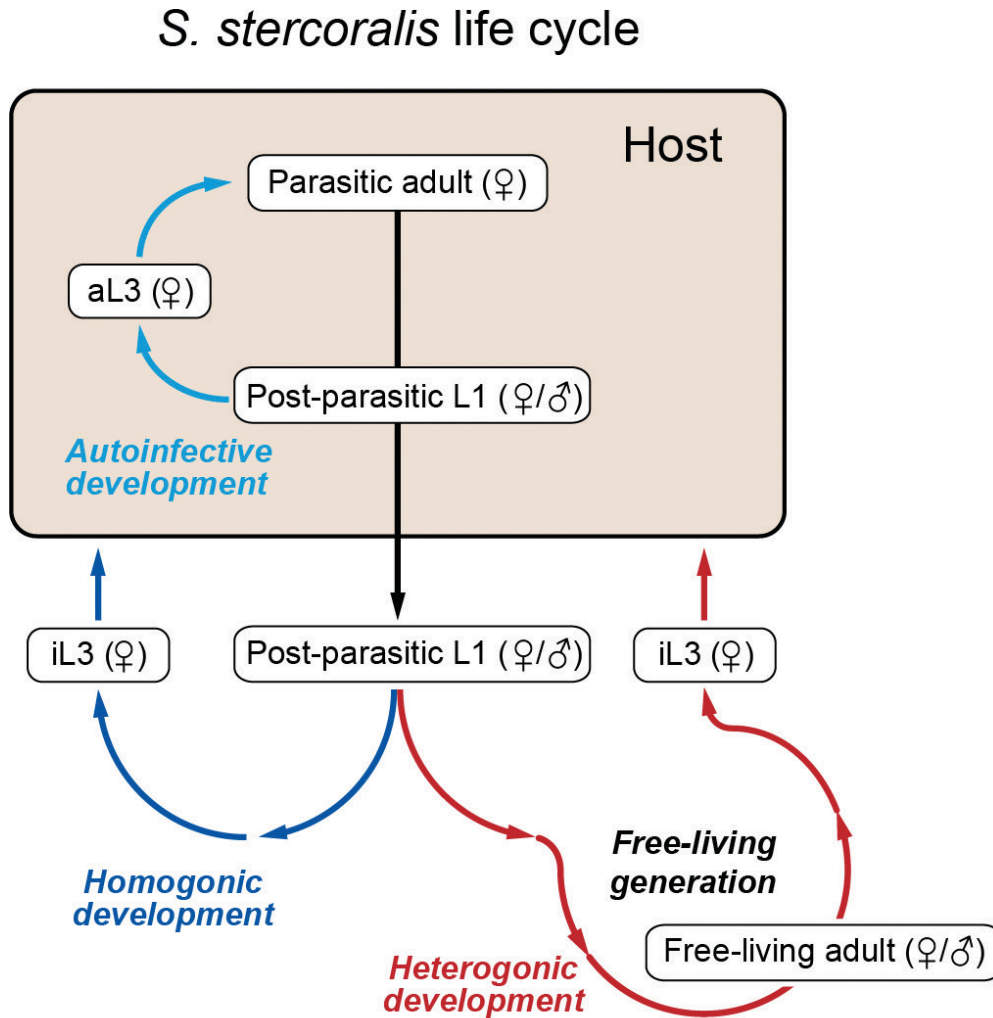 S. stercoralis life cycle
Host
Parasitic adult (♀)
aL3 (♀)
Post-parasitic L1 (♀/♂)
Autoinfective
development
iL3 (♀)
Post-parasitic L1 (♀/♂)
iL3 (♀)
Homogonic
development
Free-living
generation
Free-living adult (♀/♂)
Heterogonic
development